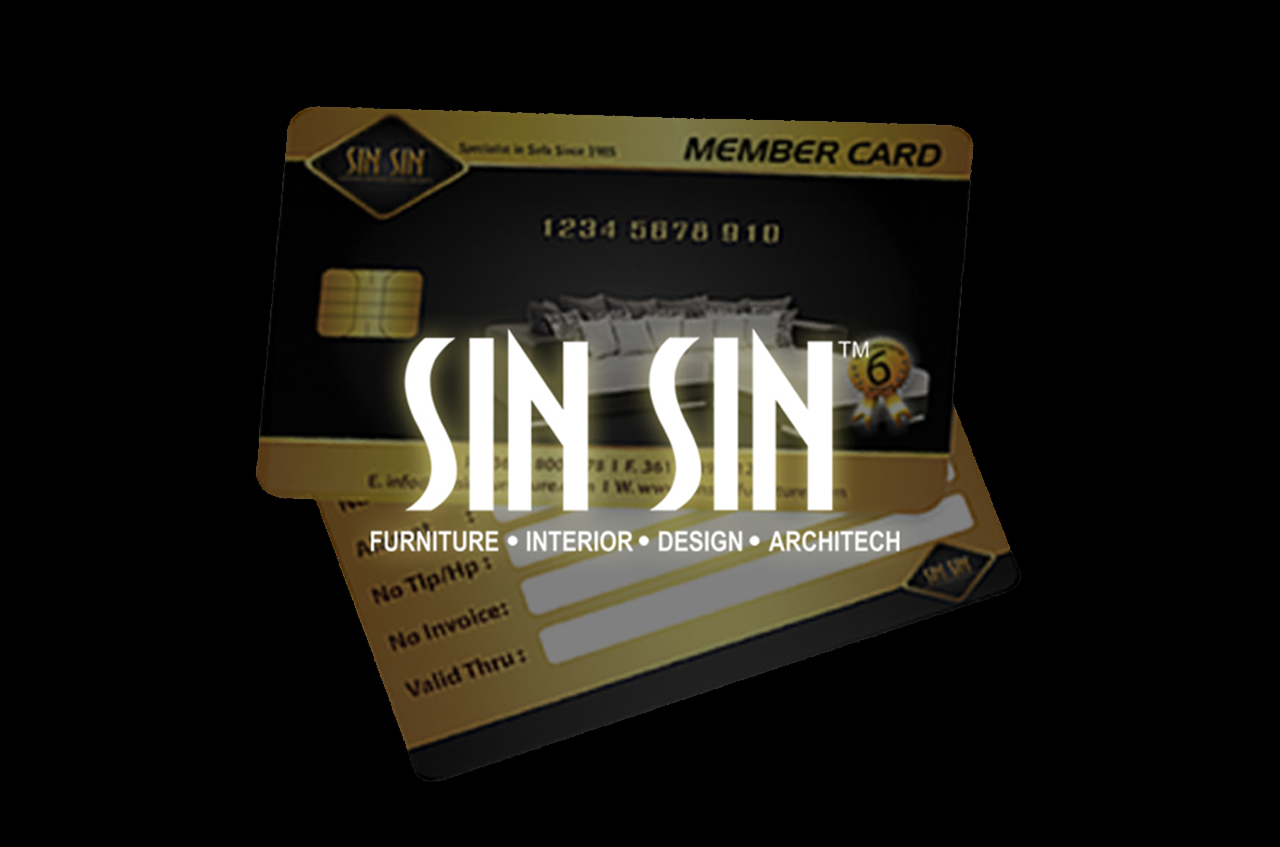 SIN SIN
Specialist in Sofa Since 1985
MEMBER CARD
1234 5678 910
6
SIN SIN™
FURNITURE • INTERIOR • DESIGN • ARCHITECH
No Tlp/Hp :
No Invoice:
Valid Thru :
SIN SIN